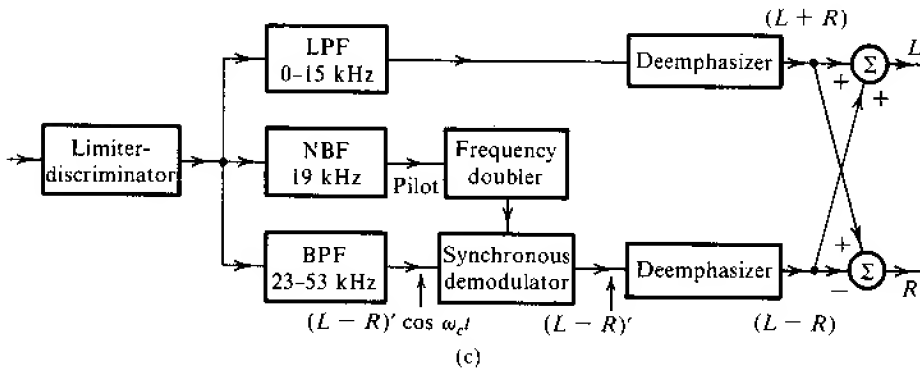 (L + R)
L
LPF
0–15 kHz
Deemphasizer
+
Σ
+
Limiter-
discriminator
NBF
19 kHz
Pilot
Frequency
doubler
BPF
23–53 kHz
Synchronous
demodulator
Deemphasizer
+
Σ
−
R
(L − R)′ cos ω_c t
(L − R)′
(L − R)
(c)